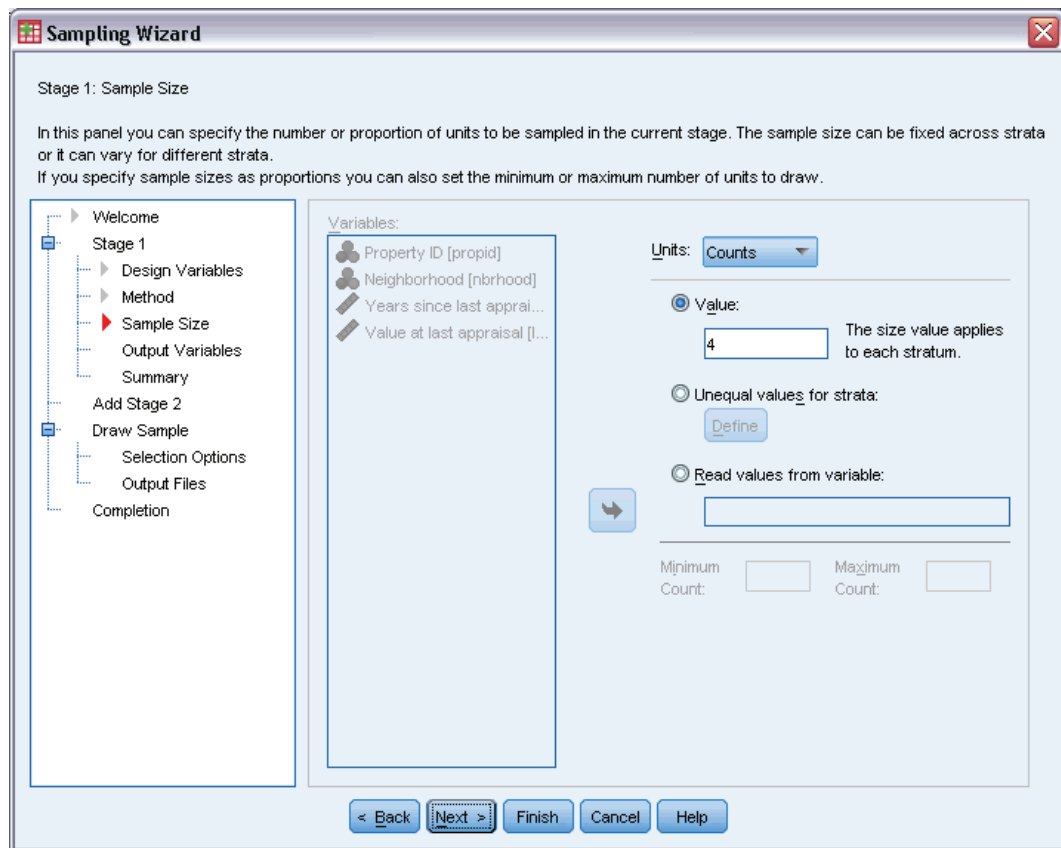 Sampling Wizard
Stage 1: Sample Size
In this panel you can specify the number or proportion of units to be sampled in the current stage. The sample size can be fixed across strata
or it can vary for different strata.
If you specify sample sizes as proportions you can also set the minimum or maximum number of units to draw.
Welcome
Stage 1
Design Variables
Method
Sample Size
Output Variables
Summary
Add Stage 2
Draw Sample
Selection Options
Output Files
Completion
Variables:
Property ID [propid]
Neighborhood [nbrhood]
Years since last apprai...
Value at last appraisal [l...
Units: Counts
Value:
4
The size value applies
to each stratum.
Unequal values for strata:
Define
Read values from variable:
Minimum
Count:
Maximum
Count:
< Back
Next >
Finish
Cancel
Help